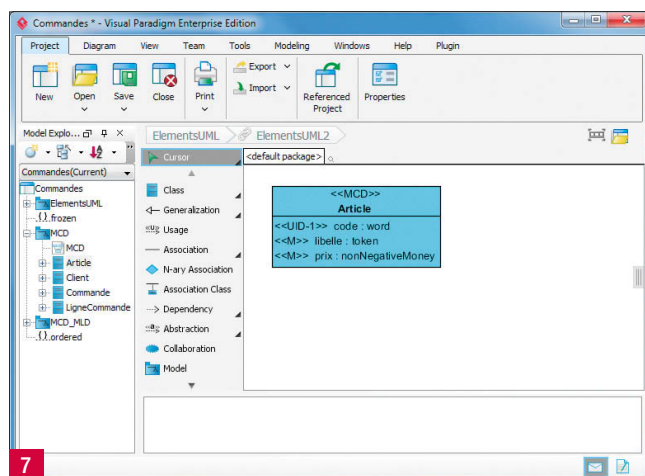 Commandes * - Visual Paradigm Enterprise Edition
Project Diagram View Team Tools Modeling Windows Help Plugin
New Open Save Close Print Export Import Referenced Project Properties
Model Explo...
ElementsUML ElementsUML2
Commandes(Current)
Commandes
ElementsUML
{}.frozen
MCD
MCD
Article
Client
Commande
LigneCommande
MCD_MLD
{}.ordered
Cursor
Class
Generalization
Usage
Association
N-ary Association
Association Class
Dependency
Abstraction
Collaboration
Model
<default package>
<<MCD>>
Article
<<UID-1>> code : word
<<M>> libelle : token
<<M>> prix : nonNegativeMoney
7